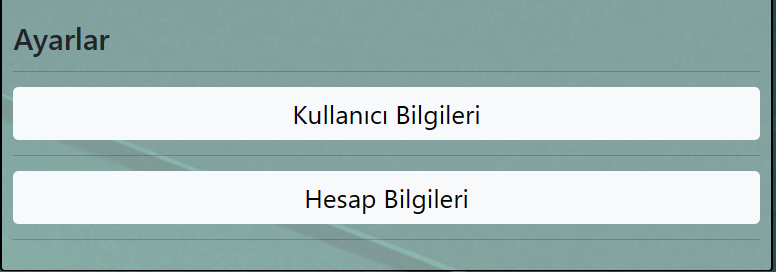 Ayarlar
Kullanıcı Bilgileri
Hesap Bilgileri